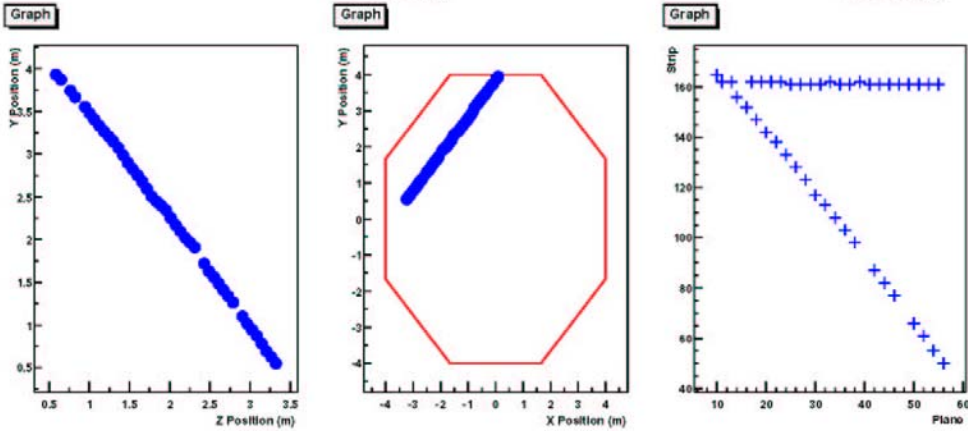 Graph
Y Position (m)
4
3.5
3
2.5
2
1.5
1
0.5
0.5 1 1.5 2 2.5 3 3.5
Z Position (m)
Graph
Y Position (m)
4
3
2
1
0
-1
-2
-3
-4
-4 -3 -2 -1 0 1 2 3 4
X Position (m)
Graph
Strip
160
140
120
100
80
60
40
10 20 30 40 50 60
Plane